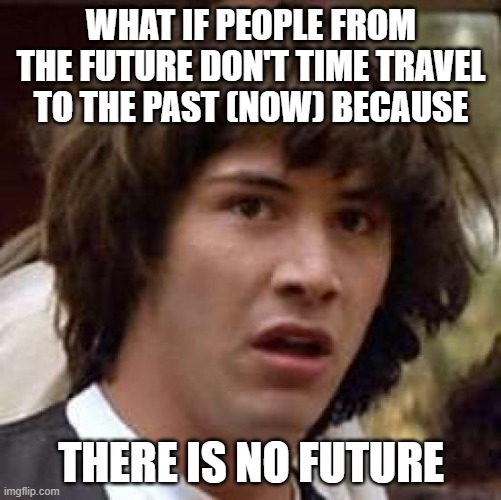 WHAT IF PEOPLE FROM
THE FUTURE DON'T TIME TRAVEL
TO THE PAST (NOW) BECAUSE
THERE IS NO FUTURE
imgflip.com